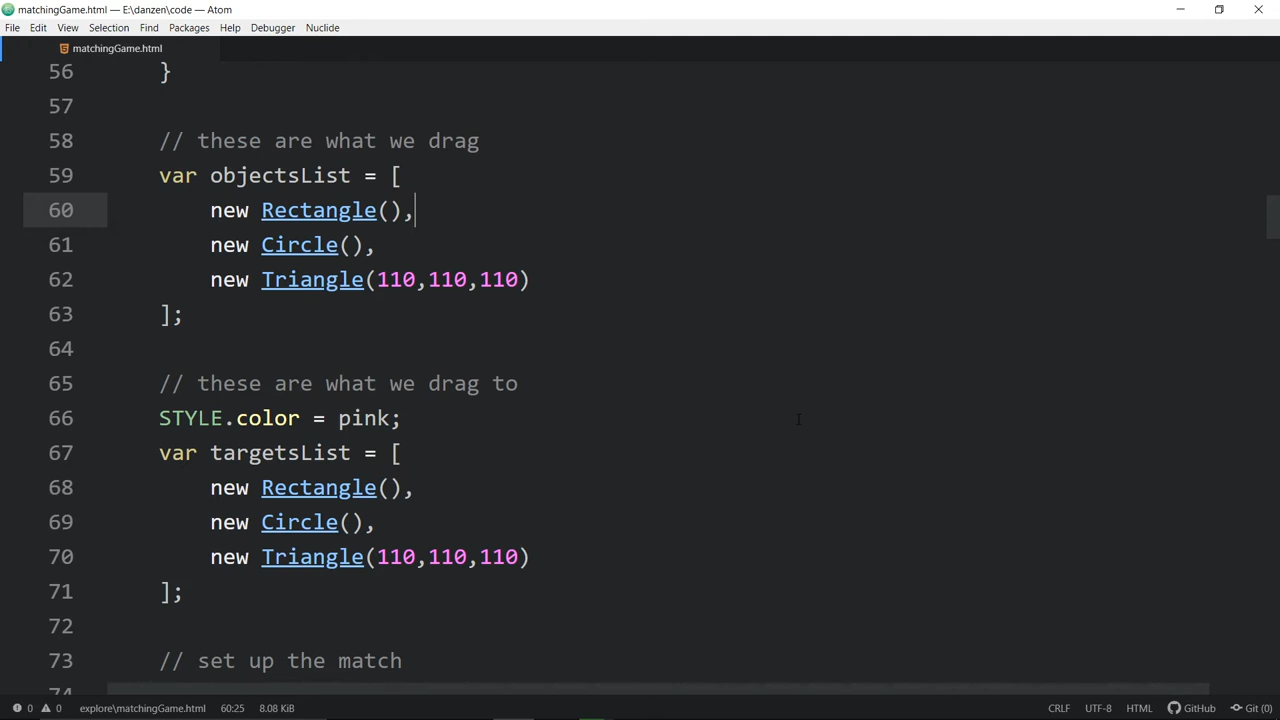 matchingGame.html — E:\danzen\code — Atom
File Edit View Selection Find Packages Help Debugger Nuclide
matchingGame.html
56 }
57
58 // these are what we drag
59 var objectsList = [
60 new Rectangle(),
61 new Circle(),
62 new Triangle(110,110,110)
63 ];
64
65 // these are what we drag to
66 STYLE.color = pink;
67 var targetsList = [
68 new Rectangle(),
69 new Circle(),
70 new Triangle(110,110,110)
71 ];
72
73 // set up the match
74
0 0 explore\matchingGame.html 60:25 8.08 KiB CRLF UTF-8 HTML GitHub Git (0)